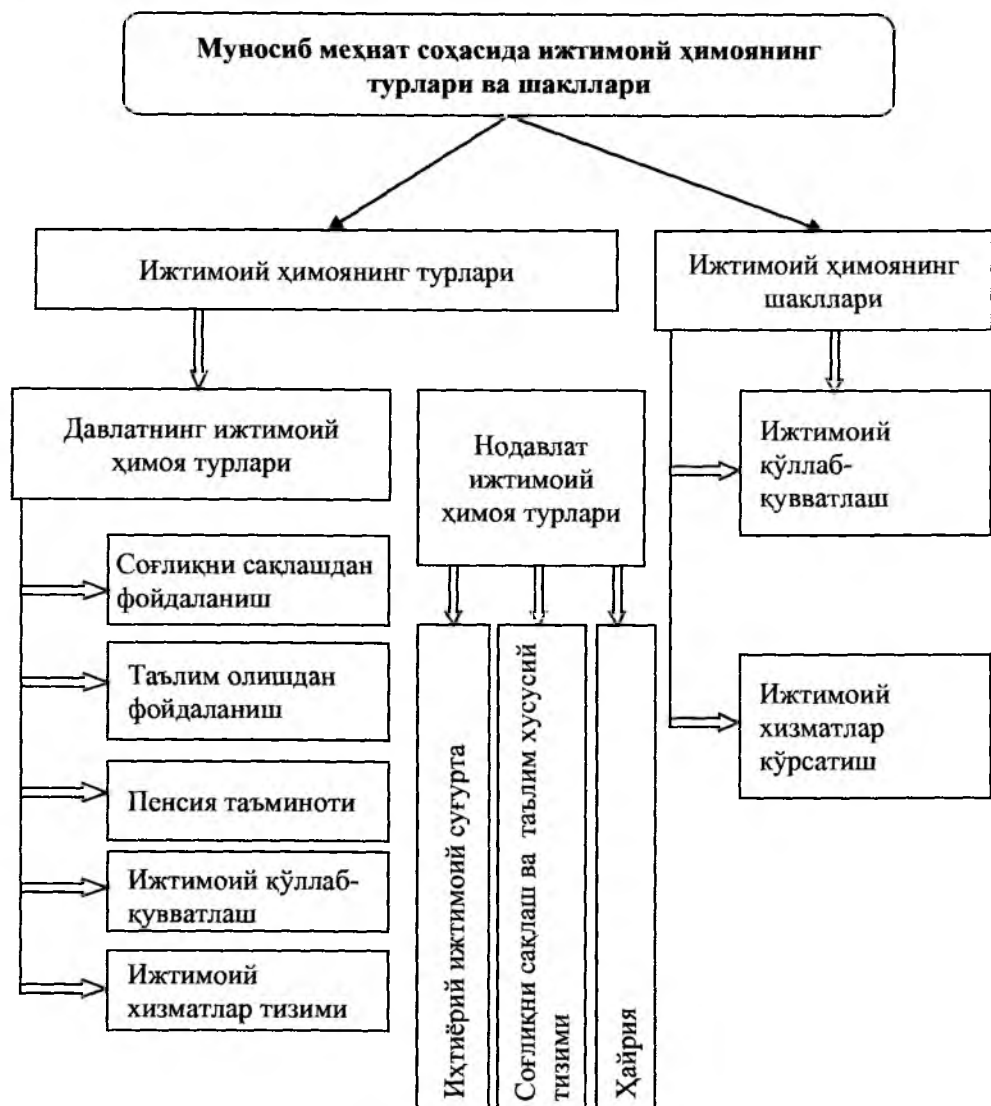 Муносиб меҳнат соҳасида ижтимоий ҳимоянинг
турлари ва шакллари
Ижтимоий ҳимоянинг турлари
Ижтимоий ҳимоянинг
шакллари
Давлатнинг ижтимоий
ҳимоя турлари
Соғлиқни сақлашдан
фойдаланиш
Таълим олишдан
фойдаланиш
Пенсия таъминоти
Ижтимоий қўллаб-
қувватлаш
Ижтимоий
хизматлар тизими
Нодавлат
ижтимоий
ҳимоя турлари
Ихтиёрий ижтимоий суғурта
Соғлиқни сақлаш ва таълим хусусий
тизими
Ҳайрия
Ижтимоий
қўллаб-
қувватлаш
Ижтимоий
хизматлар
кўрсатиш